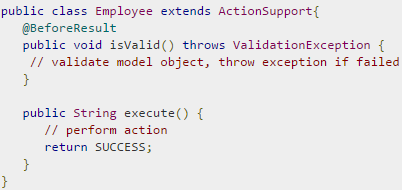 public class Employee extends ActionSupport{
   @BeforeResult
   public void isValid() throws ValidationException {
    // validate model object, throw exception if failed
   }

   public String execute() {
      // perform action
      return SUCCESS;
   }
}